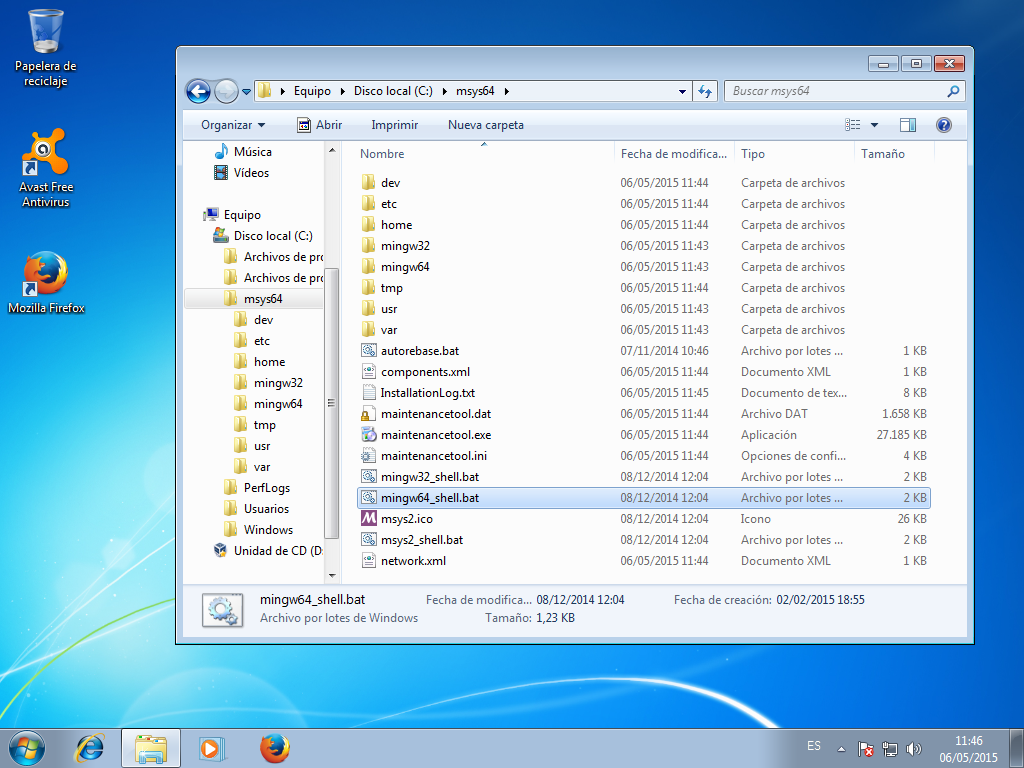 Papelera de
reciclaje
Avast Free
Antivirus
Mozilla Firefox
Equipo Disco local (C:) msys64
Buscar msys64
Organizar Abrir Imprimir Nueva carpeta
Música
Vídeos
Equipo
Disco local (C:)
Archivos de pro
Archivos de pro
msys64
dev
etc
home
mingw32
mingw64
tmp
usr
var
PerfLogs
Usuarios
Windows
Unidad de CD (D:
Nombre Fecha de modifica... Tipo Tamaño
dev 06/05/2015 11:44 Carpeta de archivos
etc 06/05/2015 11:44 Carpeta de archivos
home 06/05/2015 11:44 Carpeta de archivos
mingw32 06/05/2015 11:43 Carpeta de archivos
mingw64 06/05/2015 11:43 Carpeta de archivos
tmp 06/05/2015 11:44 Carpeta de archivos
usr 06/05/2015 11:43 Carpeta de archivos
var 06/05/2015 11:43 Carpeta de archivos
autorebase.bat 07/11/2014 10:46 Archivo por lotes ... 1 KB
components.xml 06/05/2015 11:44 Documento XML 1 KB
InstallationLog.txt 06/05/2015 11:45 Documento de tex... 8 KB
maintenancetool.dat 06/05/2015 11:44 Archivo DAT 1.658 KB
maintenancetool.exe 06/05/2015 11:44 Aplicación 27.185 KB
maintenancetool.ini 06/05/2015 11:44 Opciones de confi... 4 KB
mingw32_shell.bat 08/12/2014 12:04 Archivo por lotes ... 2 KB
mingw64_shell.bat 08/12/2014 12:04 Archivo por lotes ... 2 KB
msys2.ico 08/12/2014 12:04 Icono 26 KB
msys2_shell.bat 08/12/2014 12:04 Archivo por lotes ... 2 KB
network.xml 06/05/2015 11:44 Documento XML 1 KB
mingw64_shell.bat Fecha de modifica... 08/12/2014 12:04 Fecha de creación: 02/02/2015 18:55
Archivo por lotes de Windows Tamaño: 1,23 KB
ES
11:46
06/05/2015